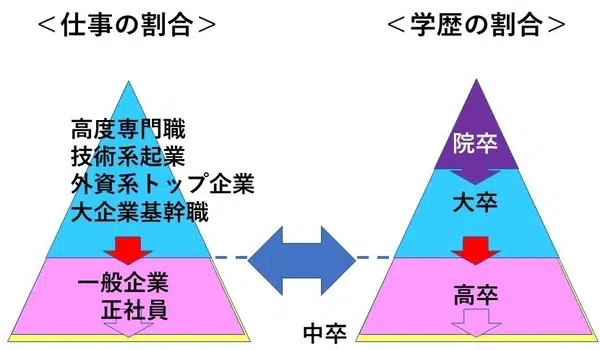 ＜仕事の割合＞
高度専門職
技術系起業
外資系トップ企業
大企業基幹職
一般企業
正社員
＜学歴の割合＞
院卒
大卒
高卒
中卒